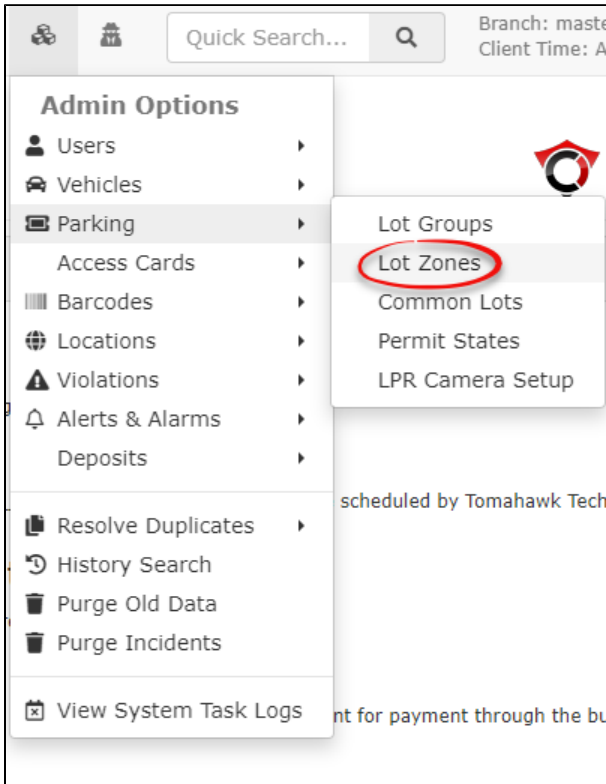 Quick Search...
Branch: maste
Client Time: A
Admin Options
Users
Vehicles
Parking
Access Cards
Barcodes
Locations
Violations
Alerts & Alarms
Deposits
Resolve Duplicates
History Search
Purge Old Data
Purge Incidents
View System Task Logs
Lot Groups
Lot Zones
Common Lots
Permit States
LPR Camera Setup
scheduled by Tomahawk Tech
nt for payment through the bu